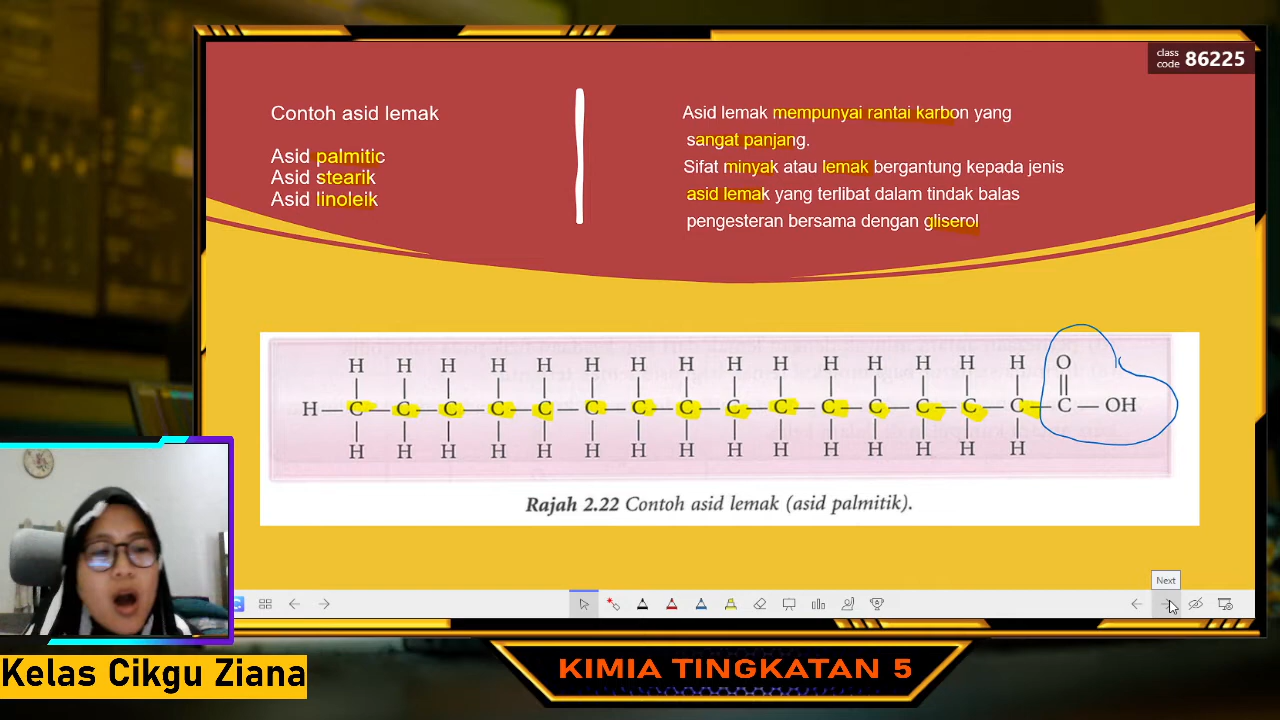 class
code 86225
Contoh asid lemak
Asid palmitic
Asid stearik
Asid linoleik
Asid lemak mempunyai rantai karbon yang
sangat panjang.
Sifat minyak atau lemak bergantung kepada jenis
asid lemak yang terlibat dalam tindak balas
pengesteran bersama dengan gliserol
H H H H H H H H H H H H H H H O
H—C—C—C—C—C—C—C—C—C—C—C—C—C—C—C—C—OH
H H H H H H H H H H H H H H H
Rajah 2.22 Contoh asid lemak (asid palmitik).
Next
Kelas Cikgu Ziana
KIMIA TINGKATAN 5